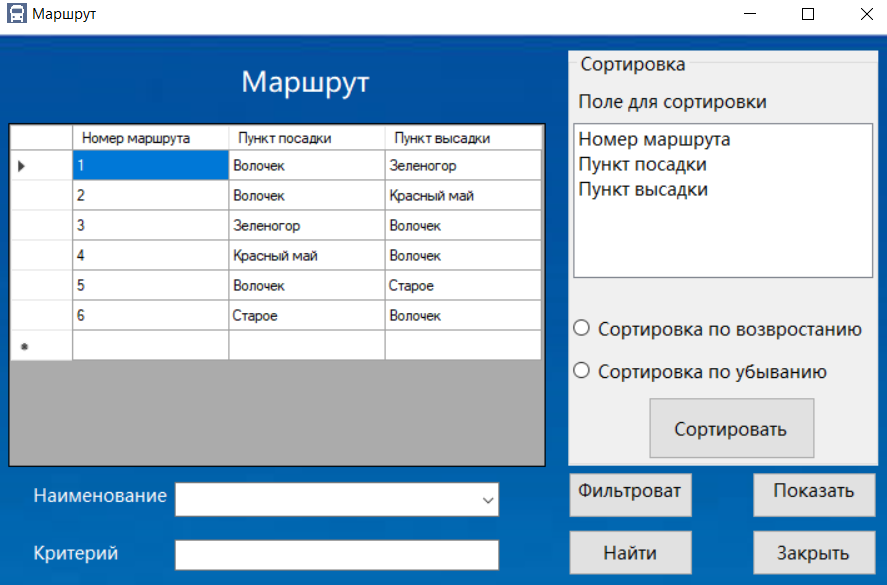 Маршрут
Маршрут
Номер маршрута Пункт посадки Пункт высадки
1 Волочек Зеленогор
2 Волочек Красный май
3 Зеленогор Волочек
4 Красный май Волочек
5 Волочек Старое
6 Старое Волочек
Сортировка
Поле для сортировки
Номер маршрута
Пункт посадки
Пункт высадки
Сортировка по возвростанию
Сортировка по убыванию
Сортировать
Наименование
Фильтроват
Показать
Критерий
Найти
Закрыть